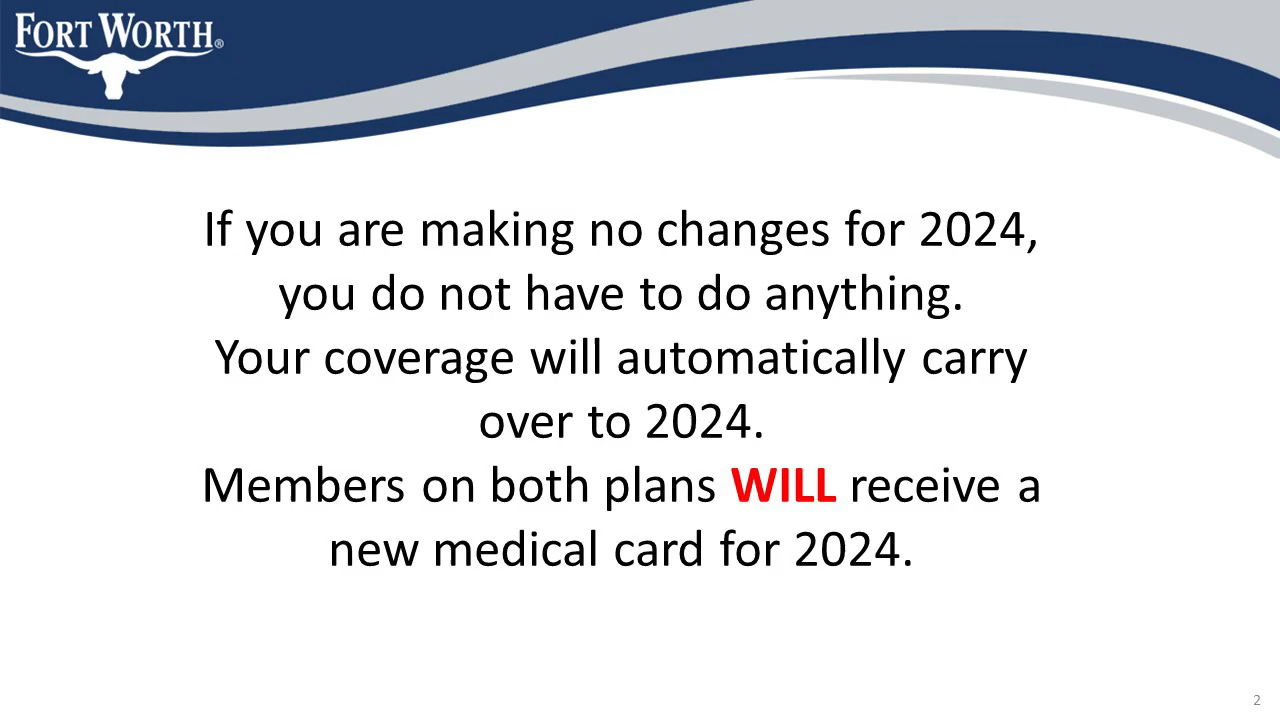 FORT WORTH®
If you are making no changes for 2024,
you do not have to do anything.
Your coverage will automatically carry
over to 2024.
Members on both plans WILL receive a
new medical card for 2024.
2